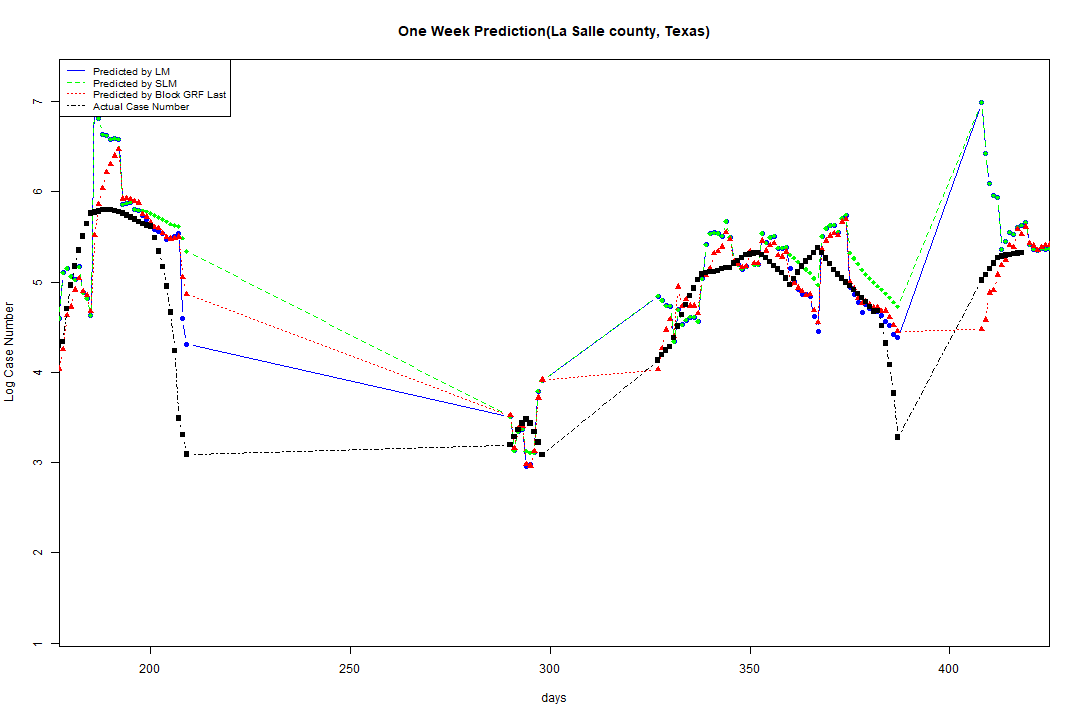 One Week Prediction(La Salle county, Texas)
Predicted by LM
Predicted by SLM
Predicted by Block GRF Last
Actual Case Number
Log Case Number
7
6
5
4
3
2
1
200 250 300 350 400
days